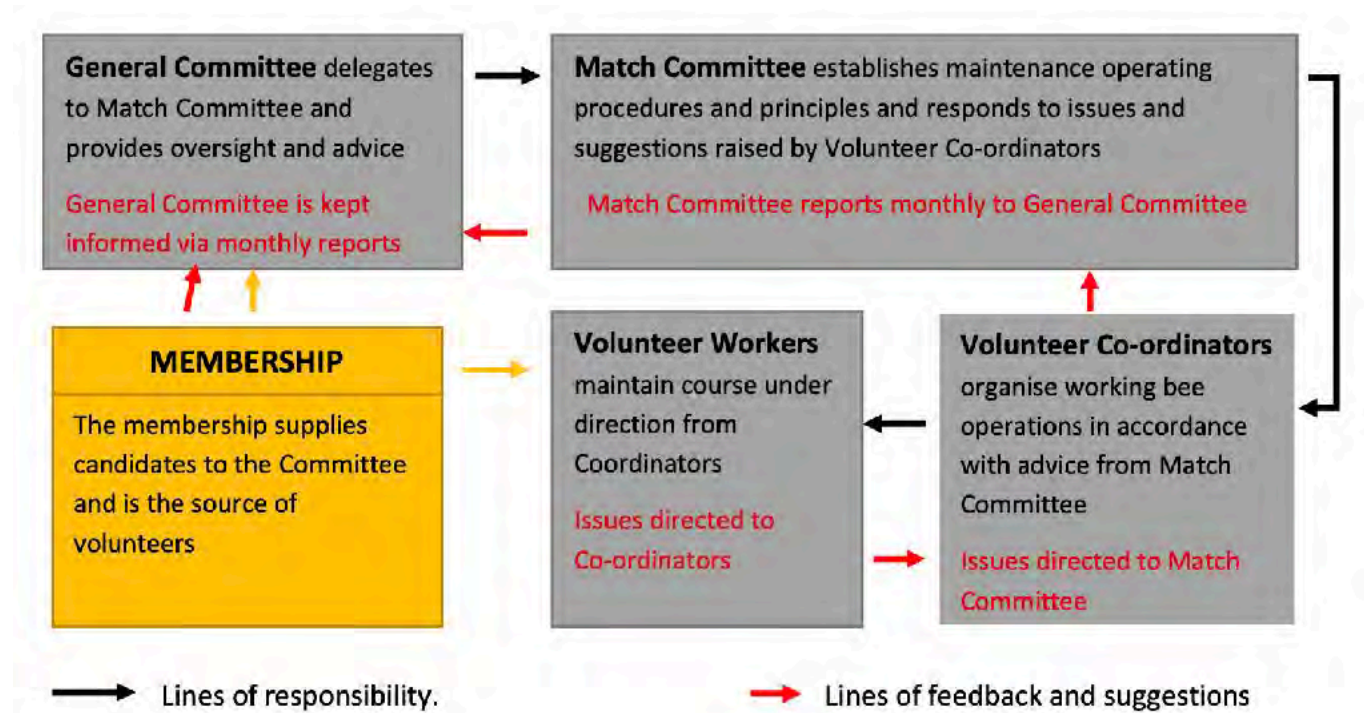 General Committee delegates
to Match Committee and
provides oversight and advice
General Committee is kept
informed via monthly reports
Match Committee establishes maintenance operating
procedures and principles and responds to issues and
suggestions raised by Volunteer Co-ordinators
Match Committee reports monthly to General Committee
MEMBERSHIP
The membership supplies
candidates to the Committee
and is the source of
volunteers
Volunteer Workers
maintain course under
direction from
Coordinators
Issues directed to
Co-ordinators
Volunteer Co-ordinators
organise working bee
operations in accordance
with advice from Match
Committee
Issues directed to Match
Committee
Lines of responsibility.
Lines of feedback and suggestions